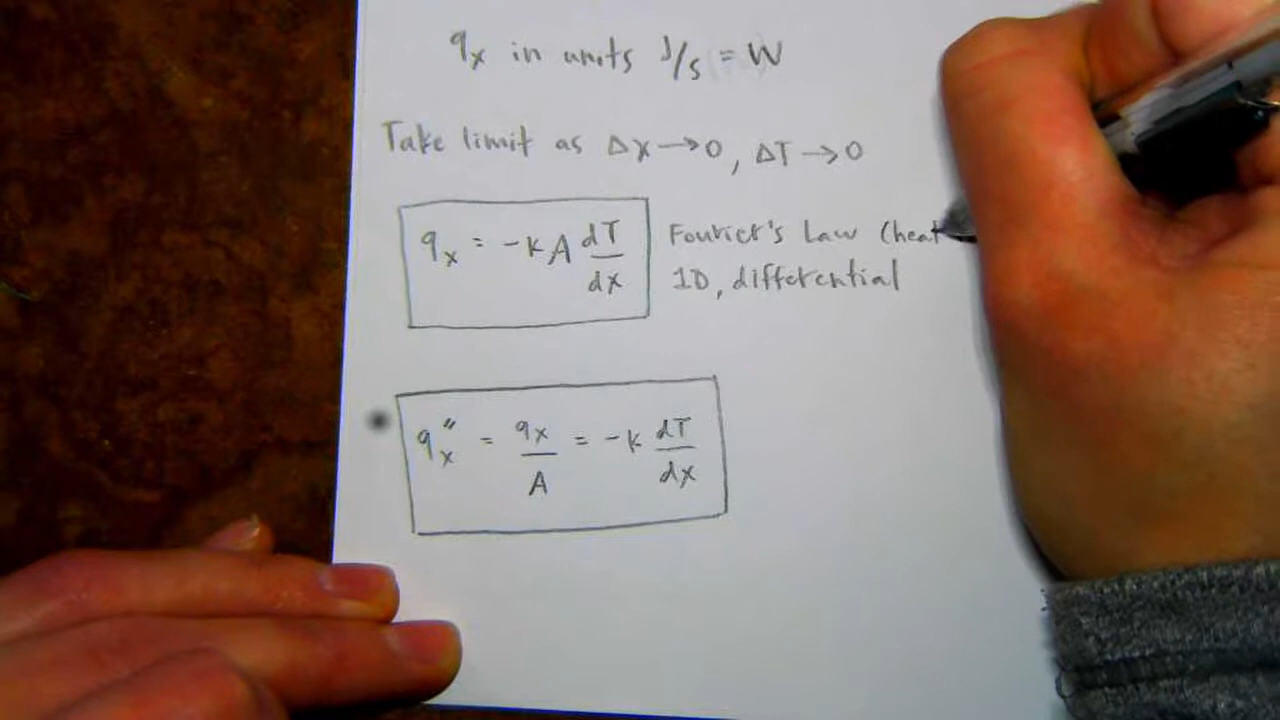 qx in units J/s = W
Take limit as Δx→0, ΔT→0
qx = -kA dT/dx
Fourier's Law (heat
1D, differential
q"x = qx/A = -k dT/dx